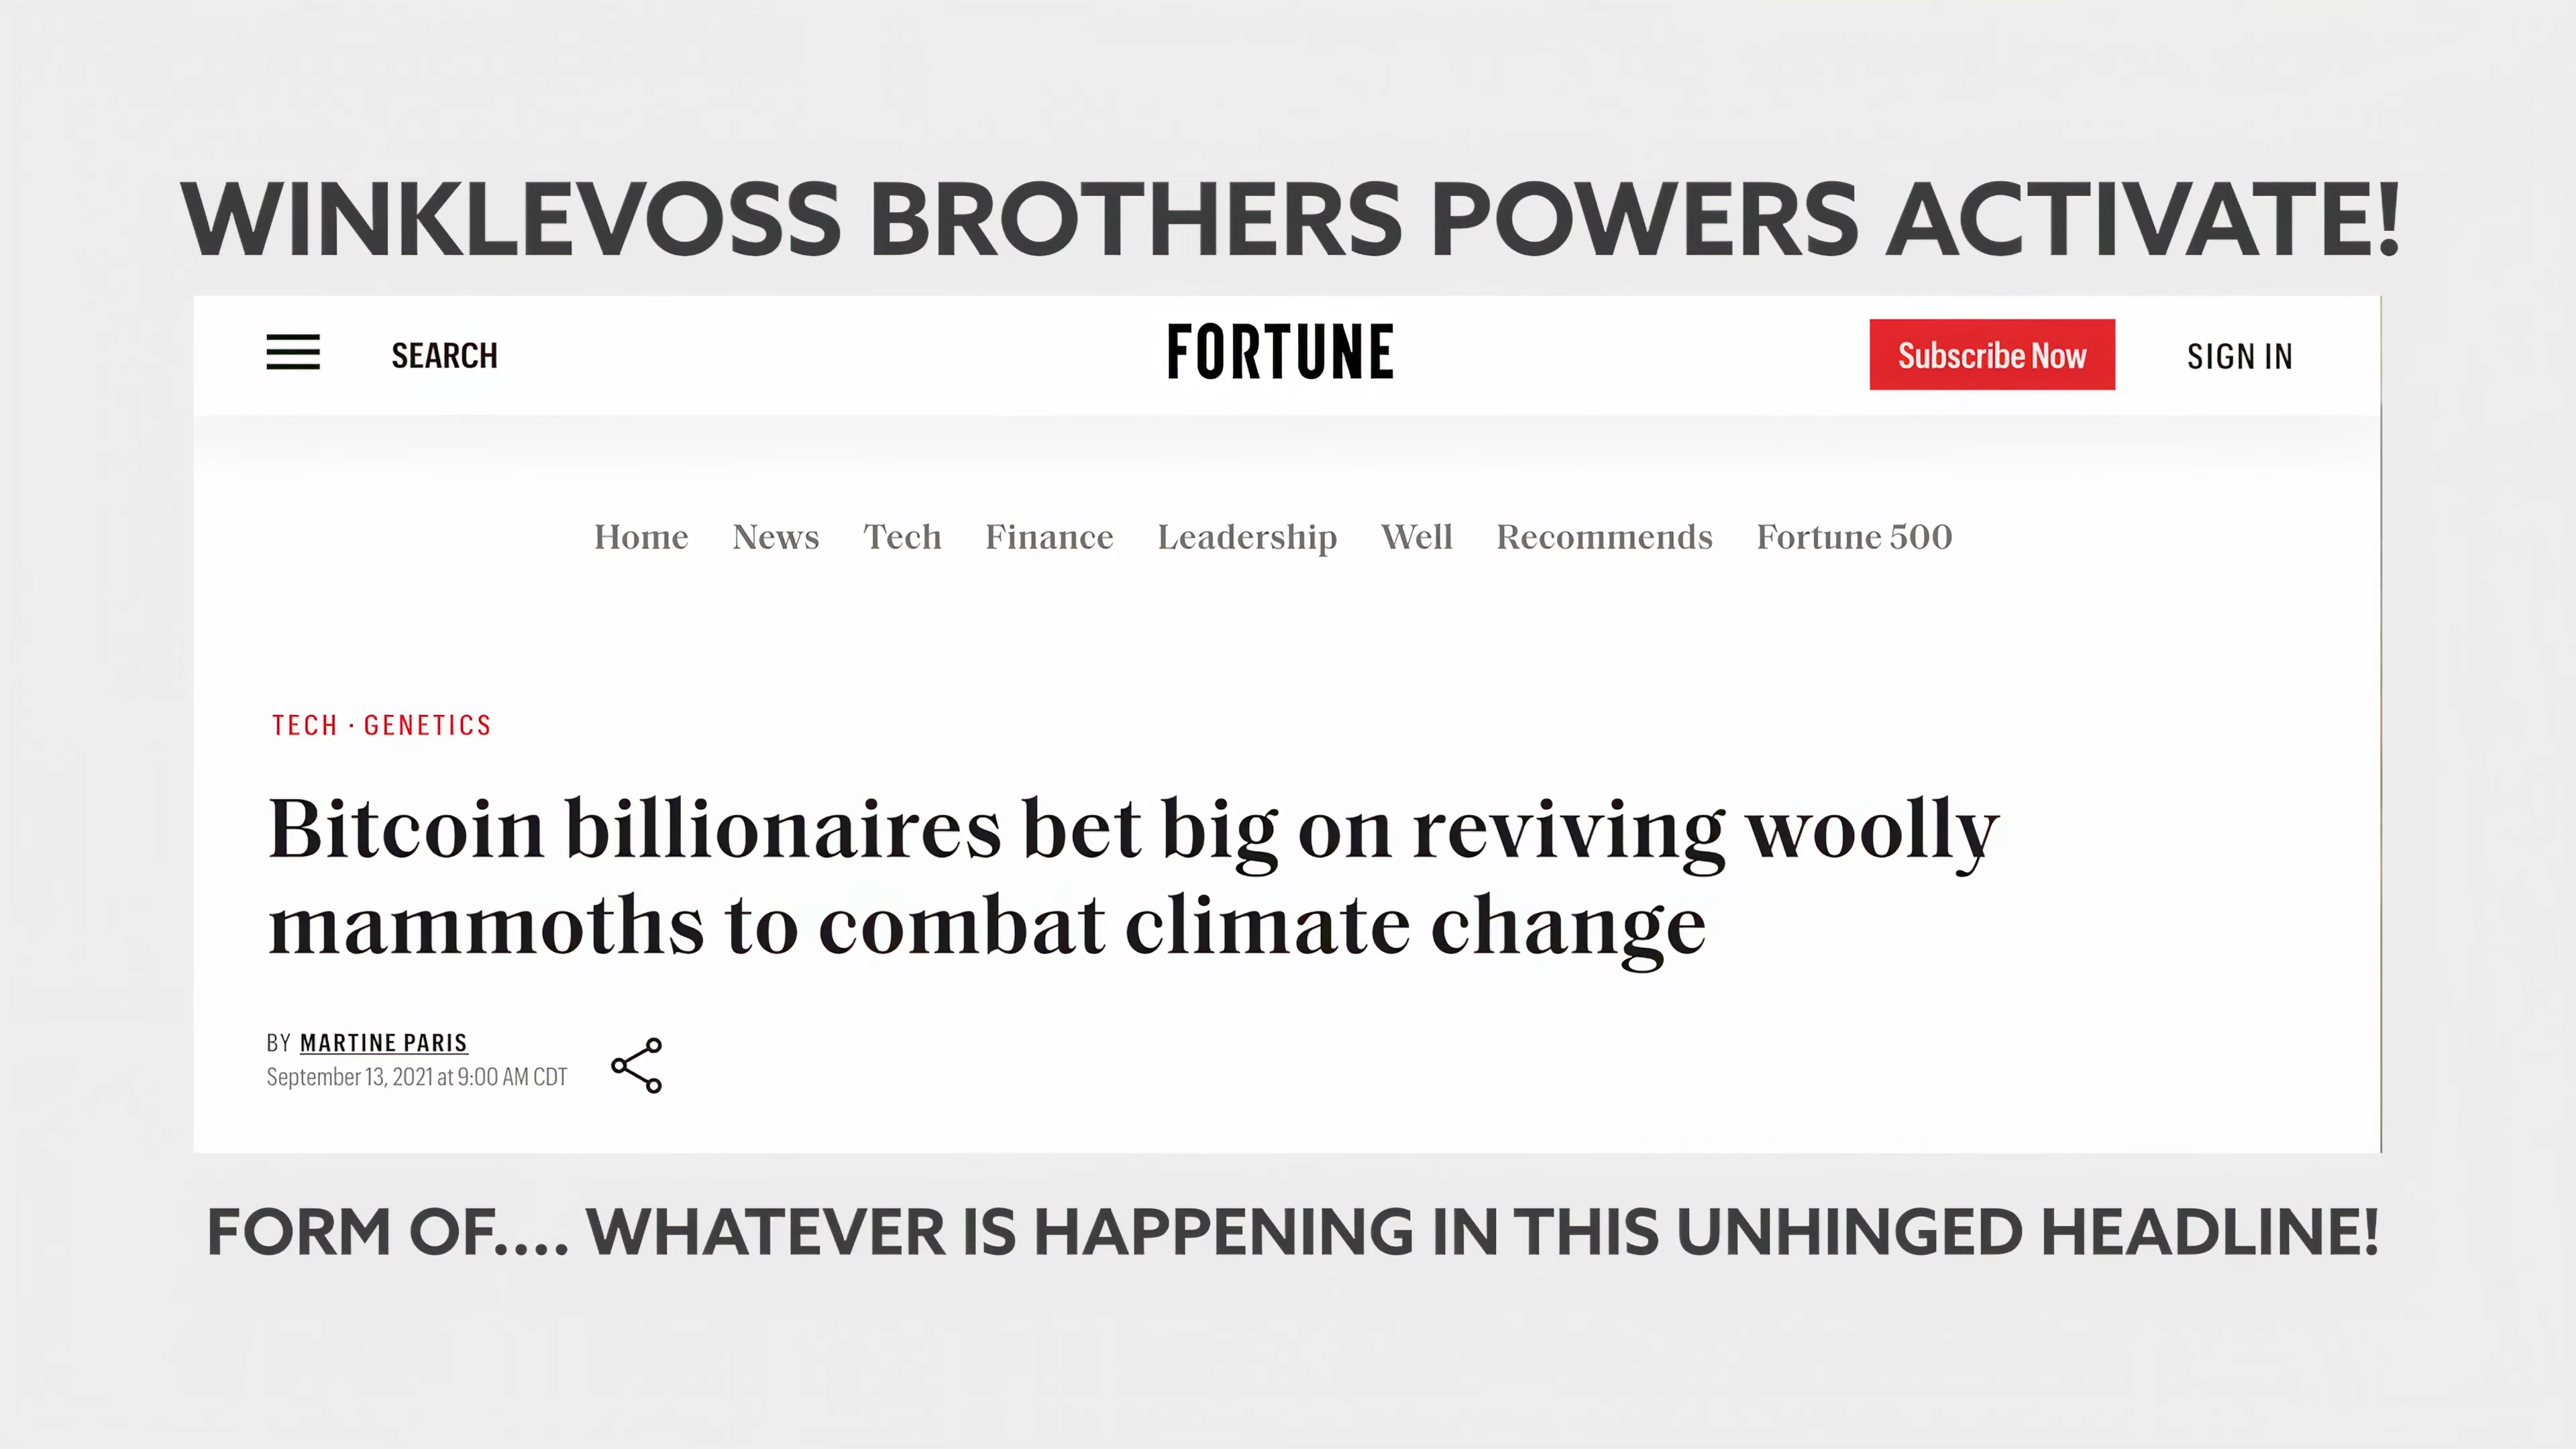 WINKLEVOSS BROTHERS POWERS ACTIVATE!
SEARCH FORTUNE Subscribe Now SIGN IN
Home News Tech Finance Leadership Well Recommends Fortune 500
TECH · GENETICS
Bitcoin billionaires bet big on reviving woolly
mammoths to combat climate change
BY MARTINE PARIS
September 13, 2021 at 9:00 AM CDT
FORM OF.... WHATEVER IS HAPPENING IN THIS UNHINGED HEADLINE!